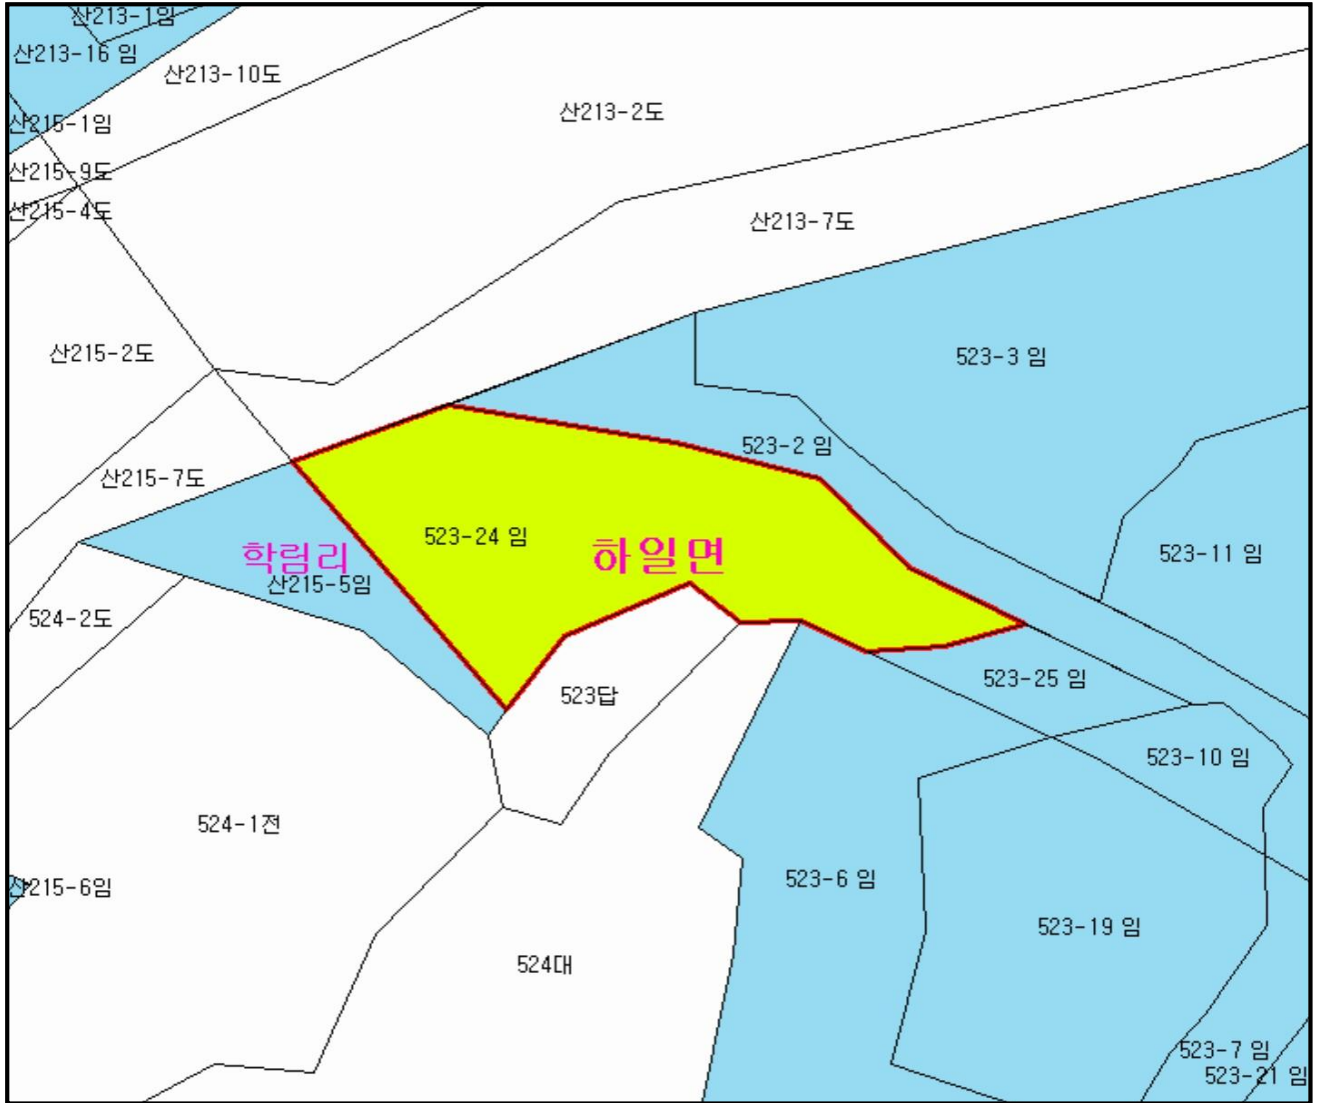 산213-1임
산213-16 임
산213-10도
산213-2도
산215-1임
산215-9도
산215-4도
산213-7도
산215-2도
523-3 임
523-2 임
산215-7도
523-24 임
하일면
학림리
523-11 임
산215-5임
524-2도
523-25 임
523답
523-10 임
524-1전
523-6 임
산215-6임
523-19 임
524대
523-7 임
523-21 임